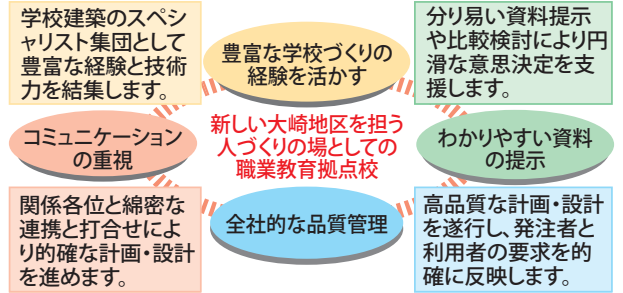 学校建築のスペシ
ャリスト集団として
豊富な経験と技術
力を結集します。
豊富な学校づくりの
経験を活かす
分り易い資料提示
や比較検討により円
滑な意思決定を支
援します。
コミュニケーション
の重視
新しい大崎地区を担う
人づくりの場としての
職業教育拠点校
わかりやすい資料
の提示
関係各位と綿密な
連携と打合せによ
り的確な計画・設計
を進めます。
全社的な品質管理
高品質な計画・設計
を遂行し、発注者と
利用者の要求を的
確に反映します。